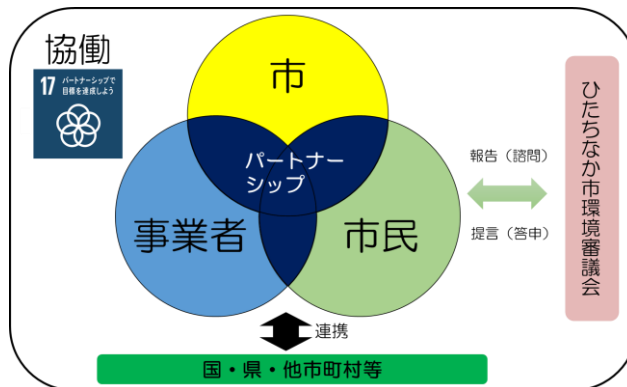 協働
17 パートナーシップで
目標を達成しよう
市
パートナー
シップ
事業者
市民
報告（諮問）
提言（答申）
ひたちなか市環境審議会
連携
国・県・他市町村等